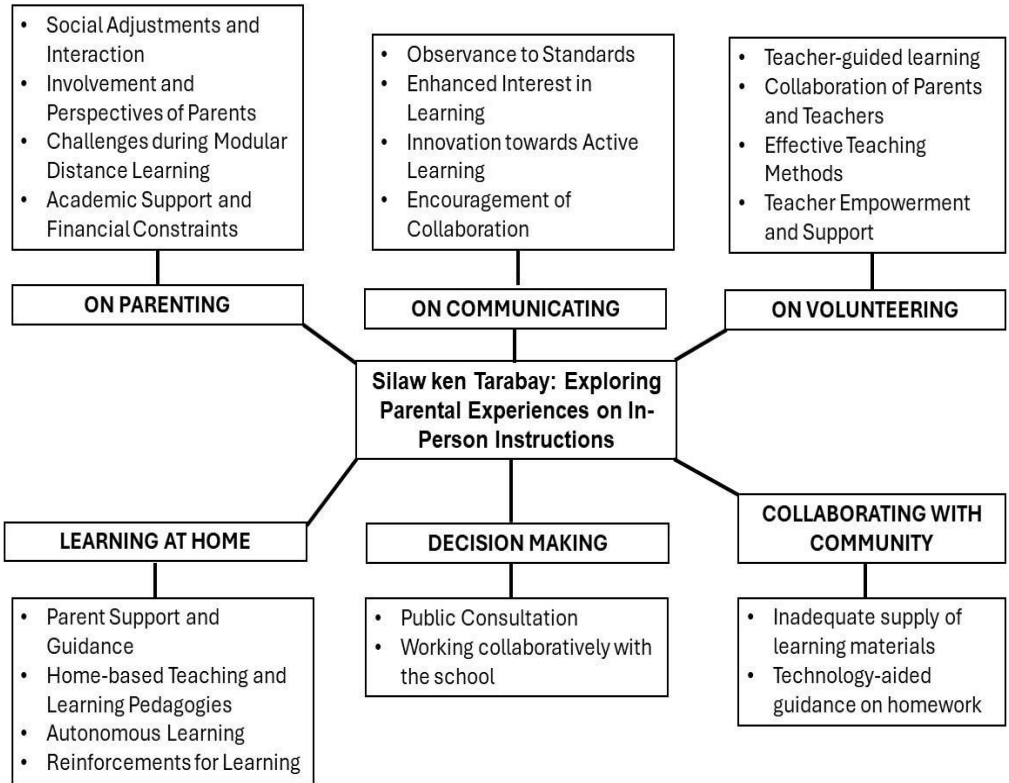 • Social Adjustments and
Interaction
• Involvement and
Perspectives of Parents
• Challenges during Modular
Distance Learning
• Academic Support and
Financial Constraints
ON PARENTING
• Observance to Standards
• Enhanced Interest in
Learning
• Innovation towards Active
Learning
• Encouragement of
Collaboration
ON COMMUNICATING
• Teacher-guided learning
• Collaboration of Parents
and Teachers
• Effective Teaching
Methods
• Teacher Empowerment
and Support
ON VOLUNTEERING
Silaw ken Tarabay: Exploring
Parental Experiences on In-
Person Instructions
LEARNING AT HOME
• Parent Support and
Guidance
• Home-based Teaching and
Learning Pedagogies
• Autonomous Learning
• Reinforcements for Learning
DECISION MAKING
• Public Consultation
• Working collaboratively with
the school
COLLABORATING WITH
COMMUNITY
• Inadequate supply of
learning materials
• Technology-aided
guidance on homework